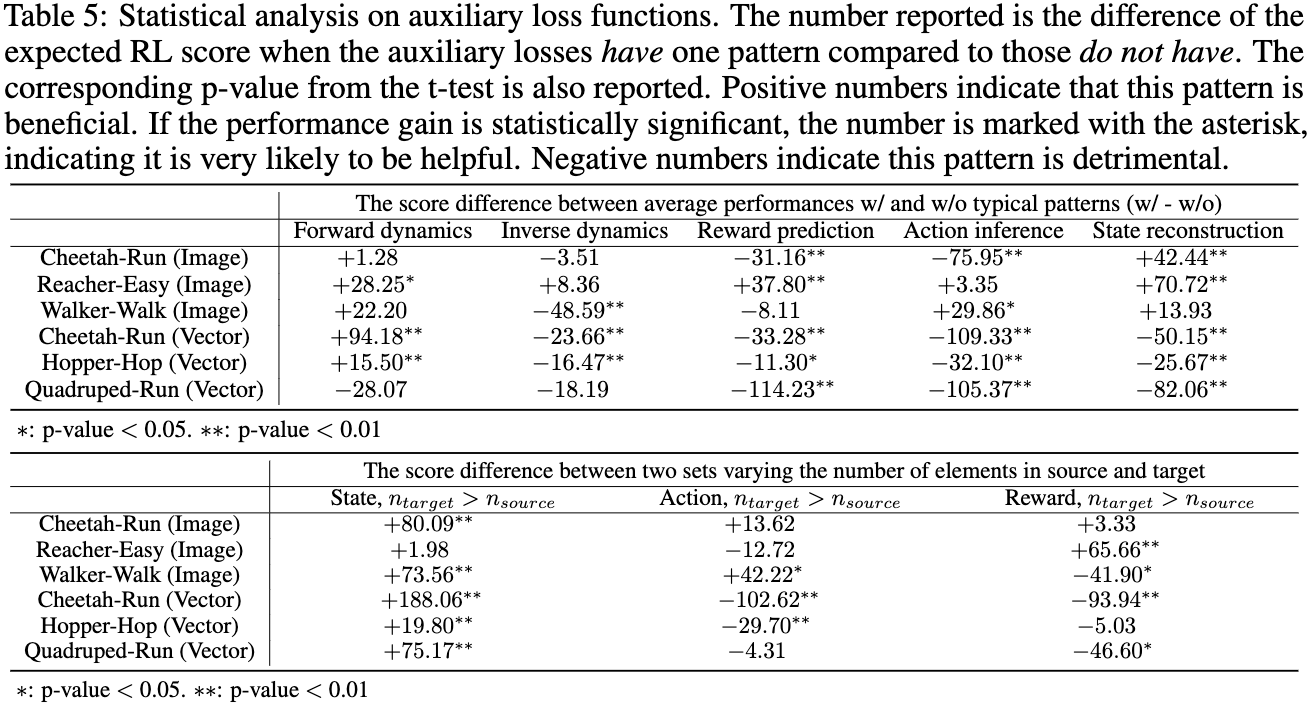 Table 5: Statistical analysis on auxiliary loss functions. The number reported is the difference of the
expected RL score when the auxiliary losses have one pattern compared to those do not have. The
corresponding p-value from the t-test is also reported. Positive numbers indicate that this pattern is
beneficial. If the performance gain is statistically significant, the number is marked with the asterisk,
indicating it is very likely to be helpful. Negative numbers indicate this pattern is detrimental.
The score difference between average performances w/ and w/o typical patterns (w/ - w/o)
Forward dynamics Inverse dynamics Reward prediction Action inference State reconstruction
Cheetah-Run (Image) +1.28 −3.51 −31.16** −75.95** +42.44**
Reacher-Easy (Image) +28.25* +8.36 +37.80** +3.35 +70.72**
Walker-Walk (Image) +22.20 −48.59** −8.11 +29.86* +13.93
Cheetah-Run (Vector) +94.18** −23.66** −33.28** −109.33** −50.15**
Hopper-Hop (Vector) +15.50** −16.47** −11.30* −32.10** −25.67**
Quadruped-Run (Vector) −28.07 −18.19 −114.23** −105.37** −82.06**
*: p-value < 0.05. **: p-value < 0.01
The score difference between two sets varying the number of elements in source and target
State, n_target > n_source Action, n_target > n_source Reward, n_target > n_source
Cheetah-Run (Image) +80.09** +13.62 +3.33
Reacher-Easy (Image) +1.98 −12.72 +65.66**
Walker-Walk (Image) +73.56** +42.22* −41.90*
Cheetah-Run (Vector) +188.06** −102.62** −93.94**
Hopper-Hop (Vector) +19.80** −29.70** −5.03
Quadruped-Run (Vector) +75.17** −4.31 −46.60*
*: p-value < 0.05. **: p-value < 0.01